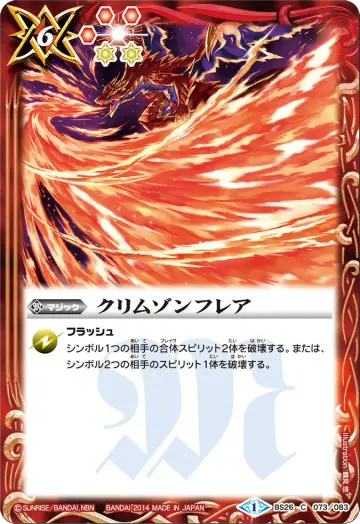 6
マジック
クリムゾンフレア
フラッシュ
シンボル1つの相手の合体スピリット2体を破壊する。または、
シンボル2つの相手のスピリット1体を破壊する。
©SUNRISE/BANDAI,NBN BANDAI 2014 MADE IN JAPAN 1 BS26 - C 073/083